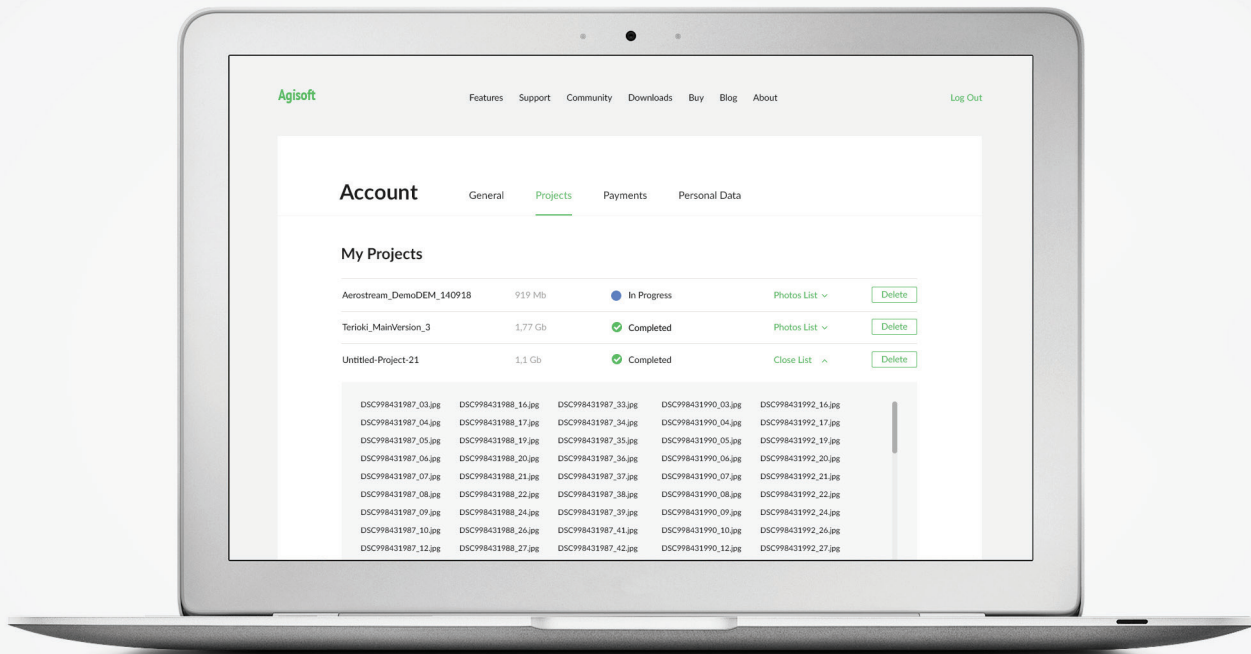 Agisoft Features Support Community Downloads Buy Blog About Log Out
Account General Projects Payments Personal Data
My Projects
Aerostream_DemoDEM_140918 919 Mb In Progress Photos List Delete
Terioki_MainVersion_3 1,77 Gb Completed Photos List Delete
Untitled-Project-21 1,1 Gb Completed Close List Delete
DSC998431987_03.jpg DSC998431988_16.jpg DSC998431987_33.jpg DSC998431990_03.jpg DSC998431992_16.jpg
DSC998431987_04.jpg DSC998431988_17.jpg DSC998431987_34.jpg DSC998431990_04.jpg DSC998431992_17.jpg
DSC998431987_05.jpg DSC998431988_19.jpg DSC998431987_35.jpg DSC998431990_05.jpg DSC998431992_19.jpg
DSC998431987_06.jpg DSC998431988_20.jpg DSC998431987_36.jpg DSC998431990_06.jpg DSC998431992_20.jpg
DSC998431987_07.jpg DSC998431988_21.jpg DSC998431987_37.jpg DSC998431990_07.jpg DSC998431992_21.jpg
DSC998431987_08.jpg DSC998431988_22.jpg DSC998431987_38.jpg DSC998431990_08.jpg DSC998431992_22.jpg
DSC998431987_09.jpg DSC998431988_24.jpg DSC998431987_39.jpg DSC998431990_09.jpg DSC998431992_24.jpg
DSC998431987_10.jpg DSC998431988_26.jpg DSC998431987_41.jpg DSC998431990_10.jpg DSC998431992_26.jpg
DSC998431987_12.jpg DSC998431988_27.jpg DSC998431987_42.jpg DSC998431990_12.jpg DSC998431992_27.jpg